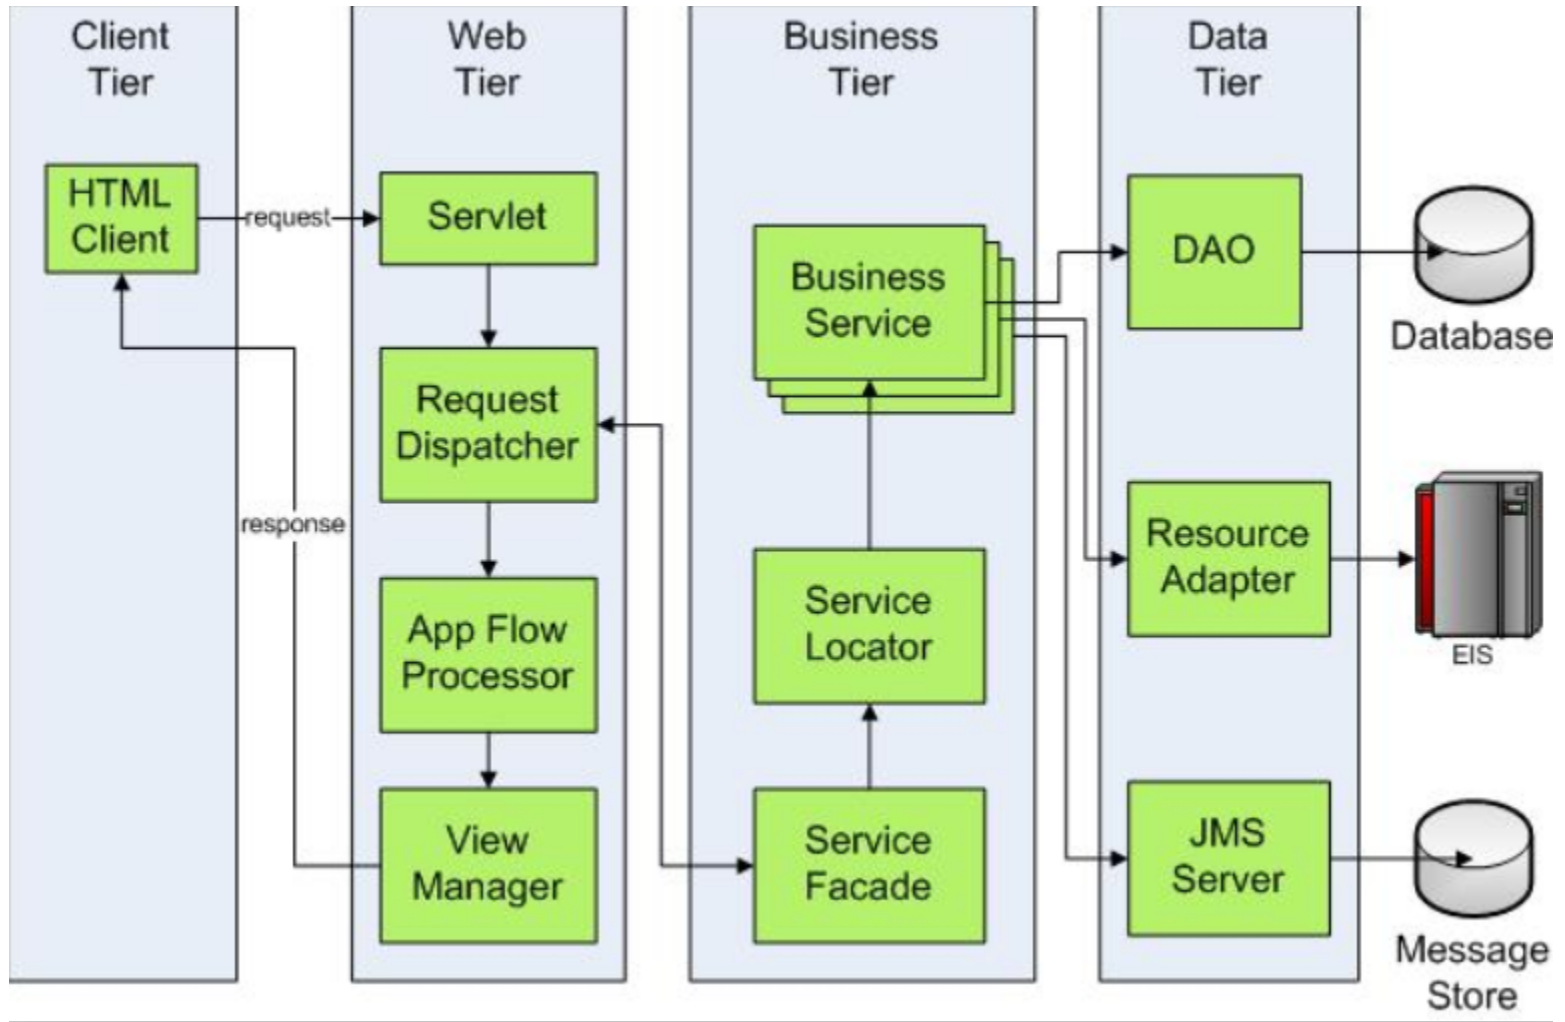 Client
Tier
Web
Tier
Business
Tier
Data
Tier
HTML
Client
request
Servlet
Request
Dispatcher
response
App Flow
Processor
View
Manager
Business
Service
Service
Locator
Service
Facade
DAO
Database
Resource
Adapter
EIS
JMS
Server
Message
Store